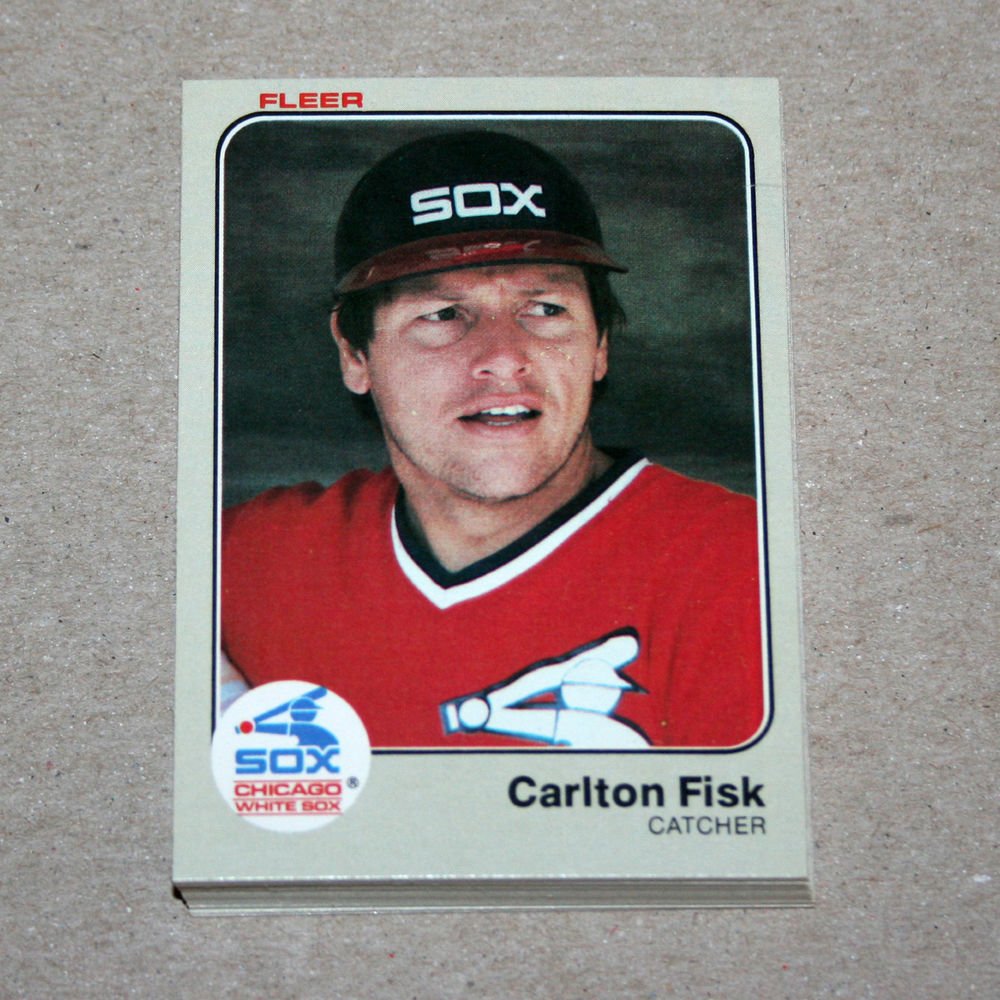 FLEER
SOX
SOX
CHICAGO ®
WHITE SOX
Carlton Fisk
CATCHER